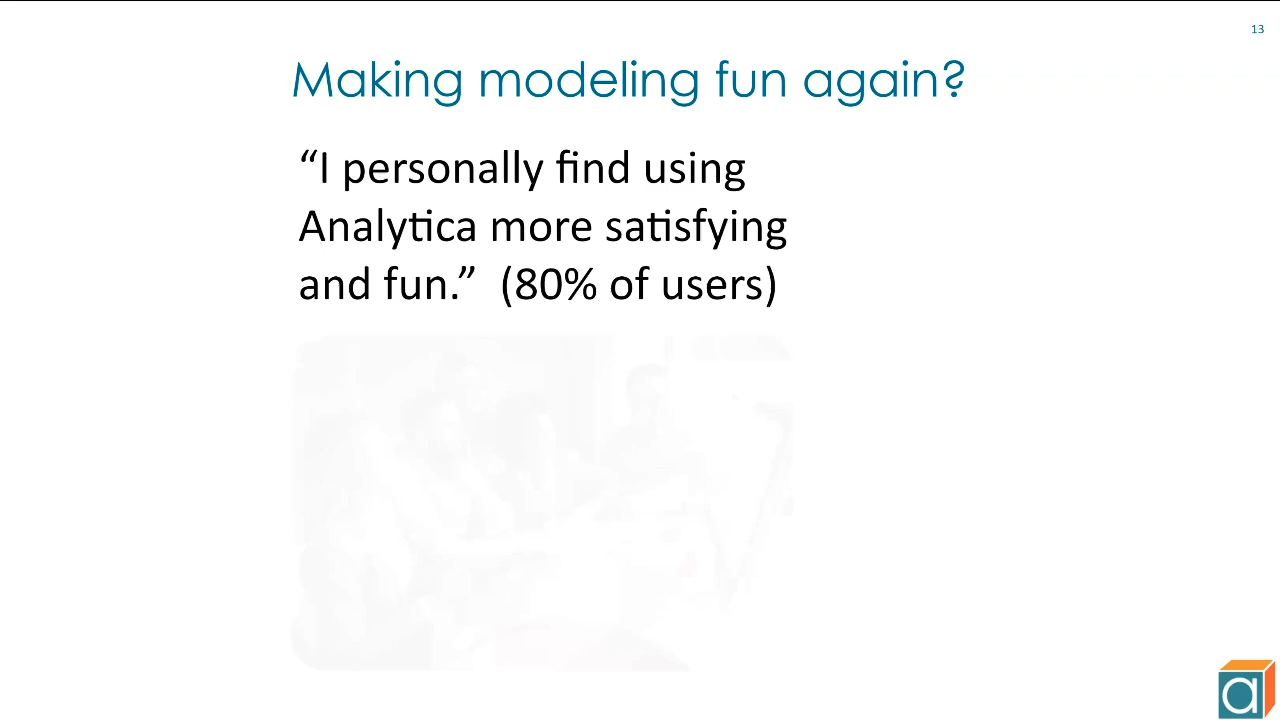 13
Making modeling fun again?
“I personally find using
Analytica more satisfying
and fun.”  (80% of users)
a